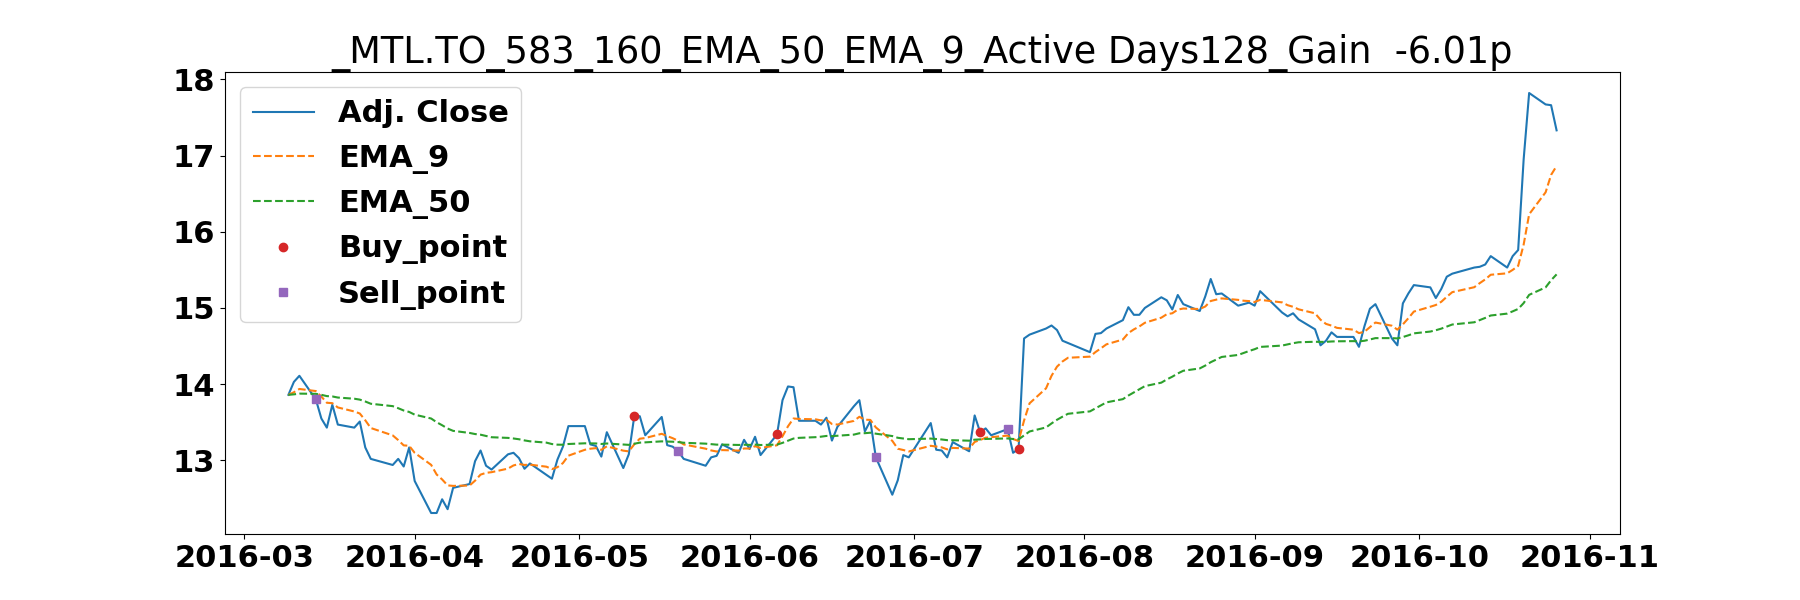 _MTL.TO_583_160_EMA_50_EMA_9_Active Days128_Gain  -6.01p
18
17
16
15
14
13
Adj. Close
EMA_9
EMA_50
Buy_point
Sell_point
2016-03 2016-04 2016-05 2016-06 2016-07 2016-08 2016-09 2016-10 2016-11